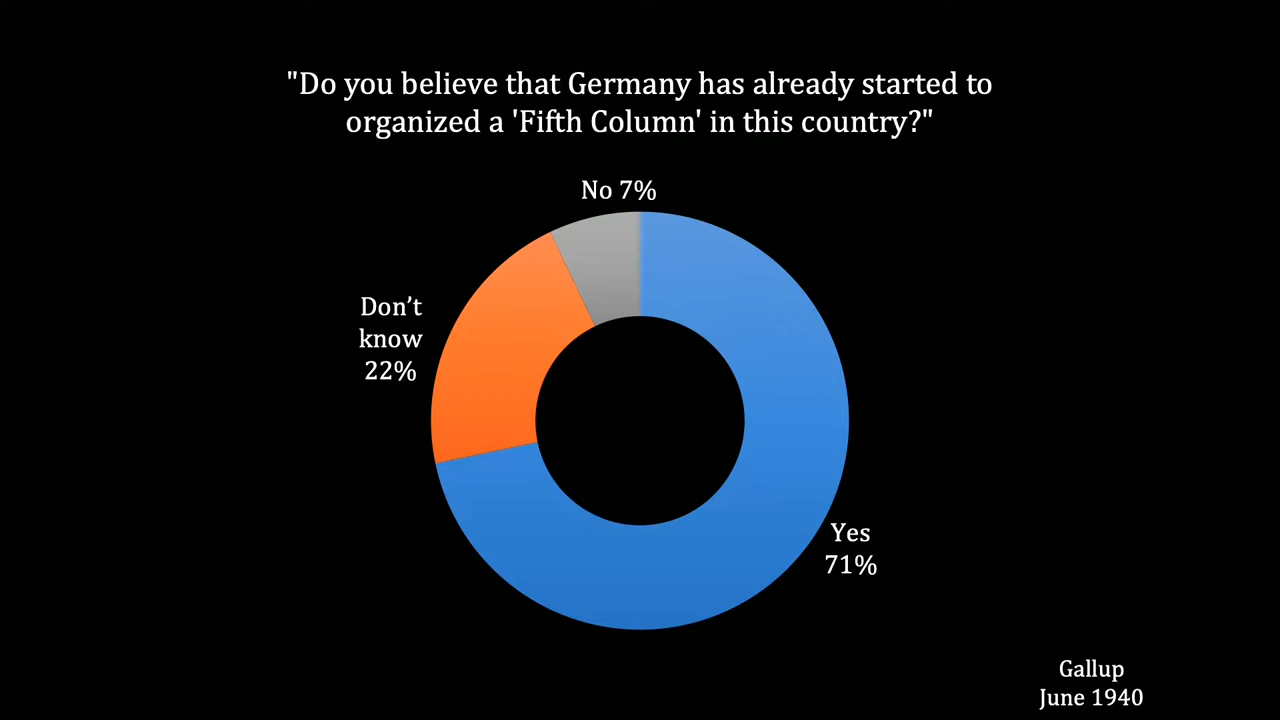 "Do you believe that Germany has already started to
organized a 'Fifth Column' in this country?"
No 7%
Don’t
know
22%
Yes
71%
Gallup
June 1940